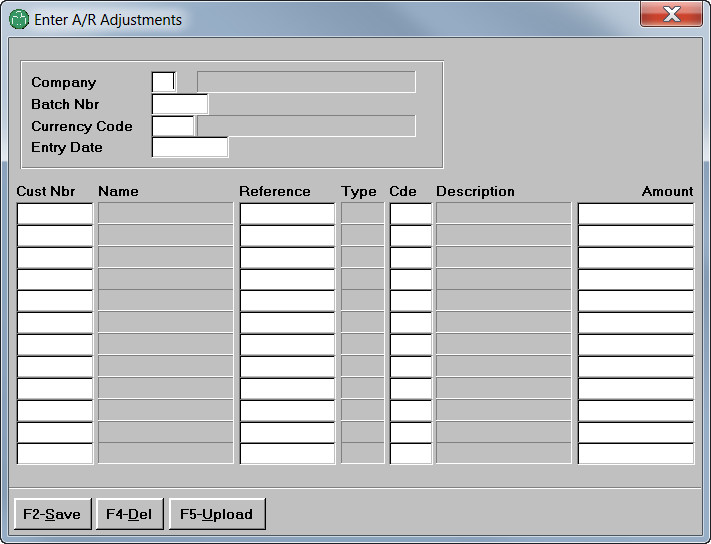 Enter A/R Adjustments
Company
Batch Nbr
Currency Code
Entry Date
Cust Nbr Name Reference Type Cde Description Amount
F2-Save F4-Del F5-Upload